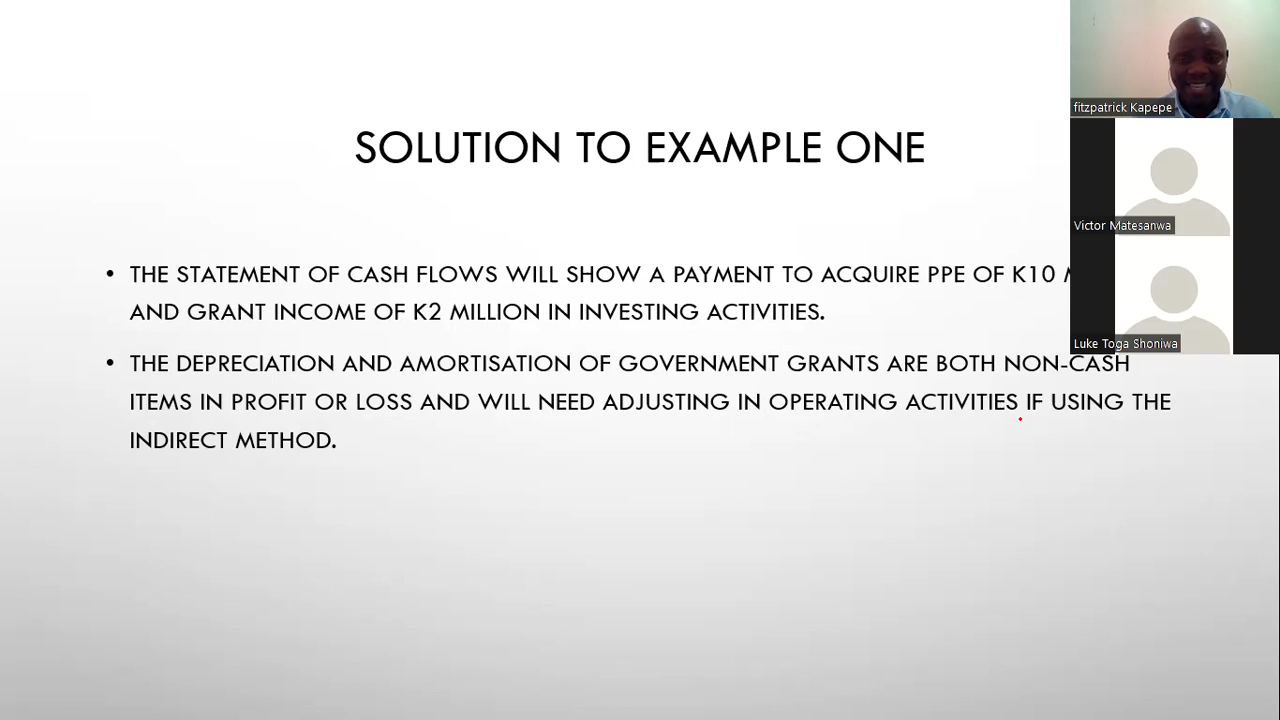 SOLUTION TO EXAMPLE ONE
• THE STATEMENT OF CASH FLOWS WILL SHOW A PAYMENT TO ACQUIRE PPE OF K10
AND GRANT INCOME OF K2 MILLION IN INVESTING ACTIVITIES.
• THE DEPRECIATION AND AMORTISATION OF GOVERNMENT GRANTS ARE BOTH NON-CASH
ITEMS IN PROFIT OR LOSS AND WILL NEED ADJUSTING IN OPERATING ACTIVITIES IF USING THE
INDIRECT METHOD.
fitzpatrick Kapepe
Victor Matesanwa
Luke Toga Shoniwa